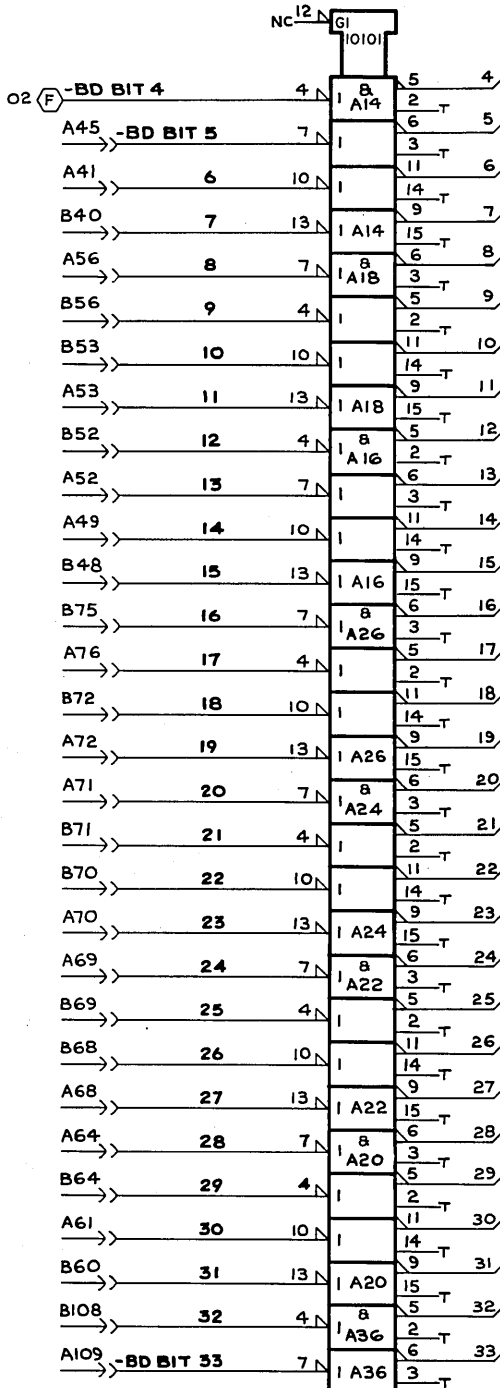 NC 12 G1
10101
02 F -BD BIT 4 4 1 & A14 5 4
2 T
A45 -BD BIT 5 7 1 6 5
3 T
A41 6 10 1 11 6
14 T
B40 7 13 1 A14 9 7
15 T
A56 8 7 1 & A18 6 8
3 T
B56 9 4 1 5 9
2 T
B53 10 10 1 11 10
14 T
A53 11 13 1 A18 9 11
15 T
B52 12 4 1 & A16 5 12
2 T
A52 13 7 1 6 13
3 T
A49 14 10 1 11 14
14 T
B48 15 13 1 A16 9 15
15 T
B75 16 7 1 & A26 6 16
3 T
A76 17 4 1 5 17
2 T
B72 18 10 1 11 18
14 T
A72 19 13 1 A26 9 19
15 T
A71 20 7 1 & A24 6 20
3 T
B71 21 4 1 5 21
2 T
B70 22 10 1 11 22
14 T
A70 23 13 1 A24 9 23
15 T
A69 24 7 1 & A22 6 24
3 T
B69 25 4 1 5 25
2 T
B68 26 10 1 11 26
14 T
A68 27 13 1 A22 9 27
15 T
A64 28 7 1 & A20 6 28
3 T
B64 29 4 1 5 29
2 T
A61 30 10 1 11 30
14 T
B60 31 13 1 A20 9 31
15 T
B108 32 4 1 & A36 5 32
2 T
A109 -BD BIT 33 7 1 A36 6 33
3 T